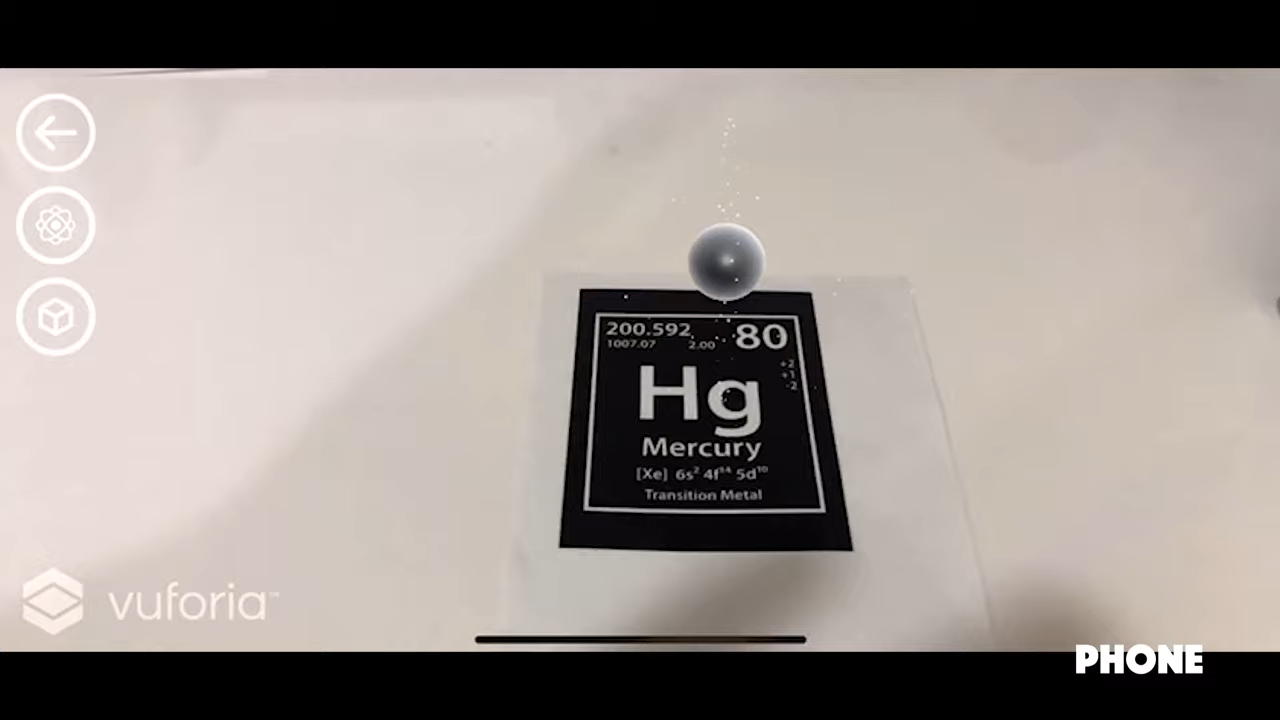 200.592 80
1007.07 2.00
+2
+1
-2
Hg
Mercury
[Xe] 6s² 4f¹⁴ 5d¹⁰
Transition Metal
vuforia™
PHONE